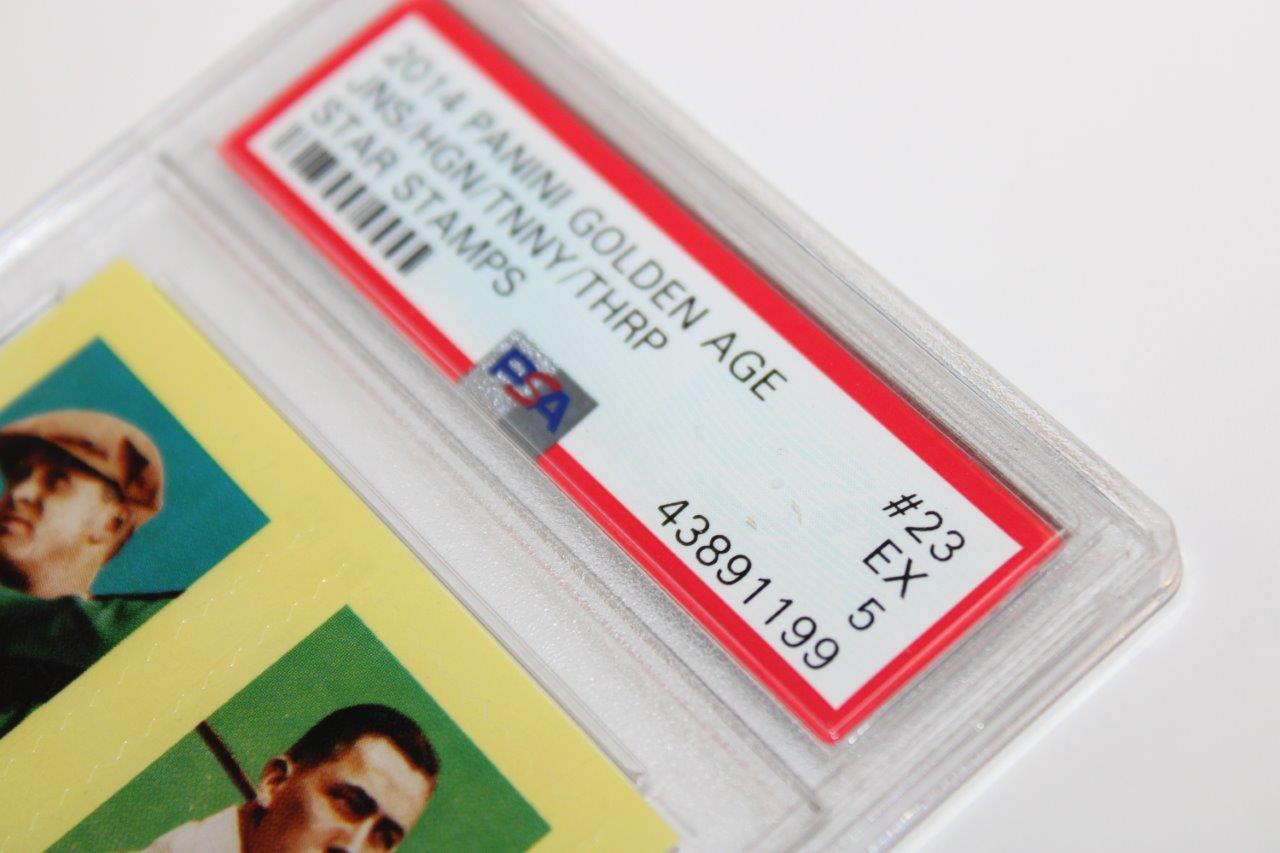 2014 PANINI GOLDEN AGE
JNS/HGN/TNNY/THRP
STAR STAMPS
#23
EX 5
43891199
PSA